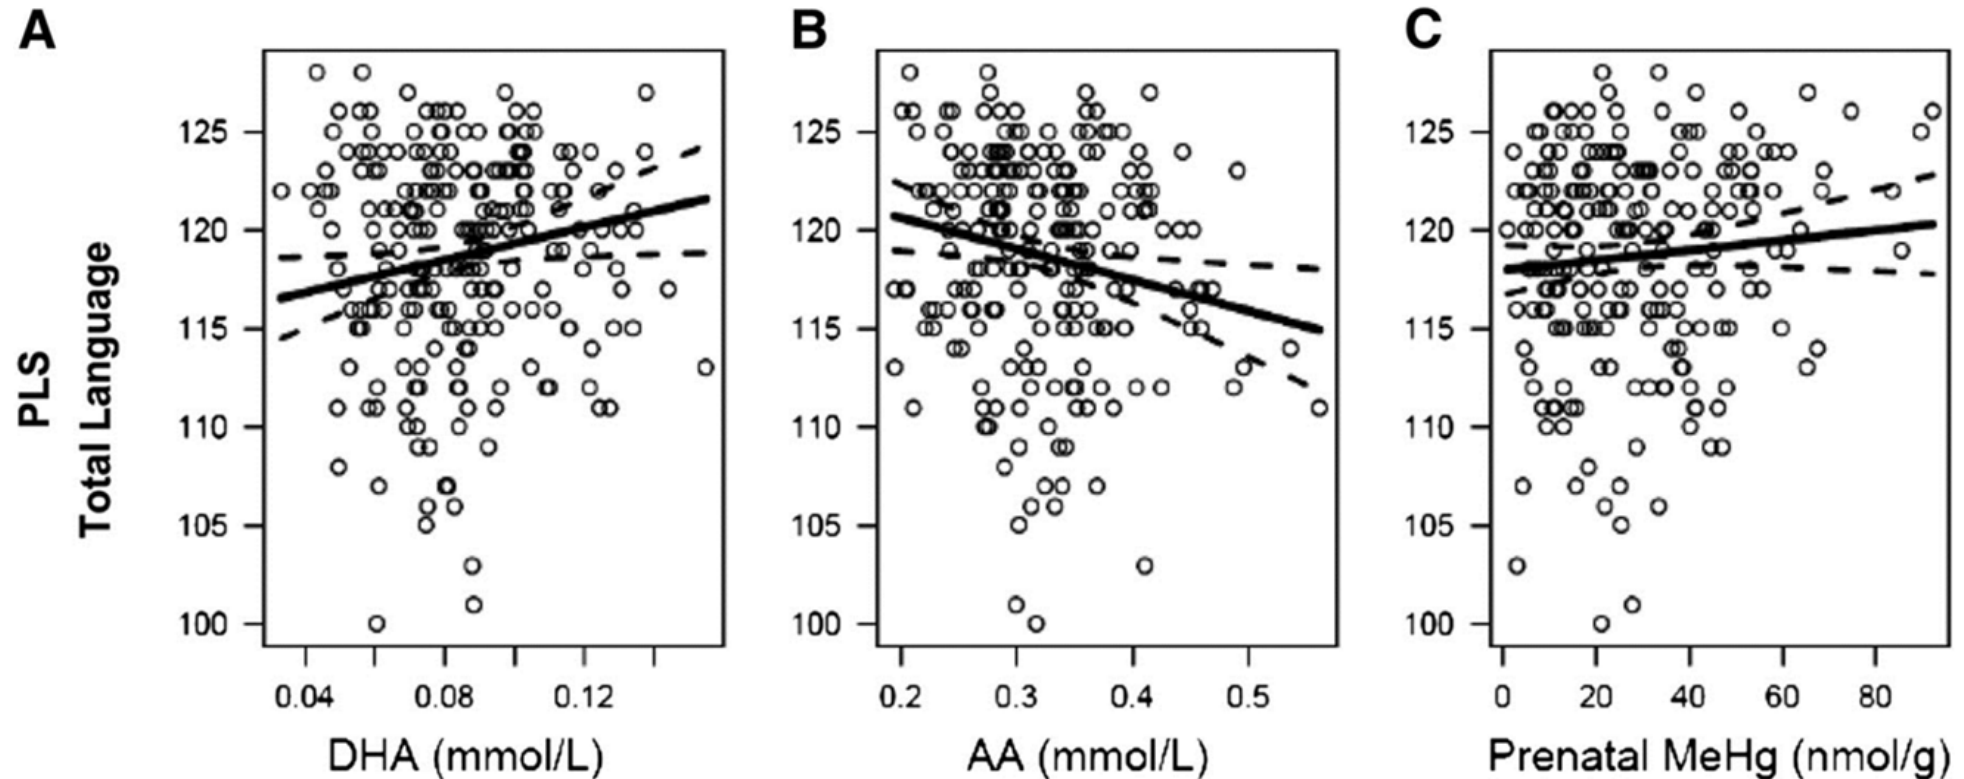 A
B
C
PLS
Total Language
125
120
115
110
105
100
125
120
115
110
105
100
125
120
115
110
105
100
0.04 0.08 0.12
0.2 0.3 0.4 0.5
0 20 40 60 80
DHA (mmol/L)
AA (mmol/L)
Prenatal MeHg (nmol/g)